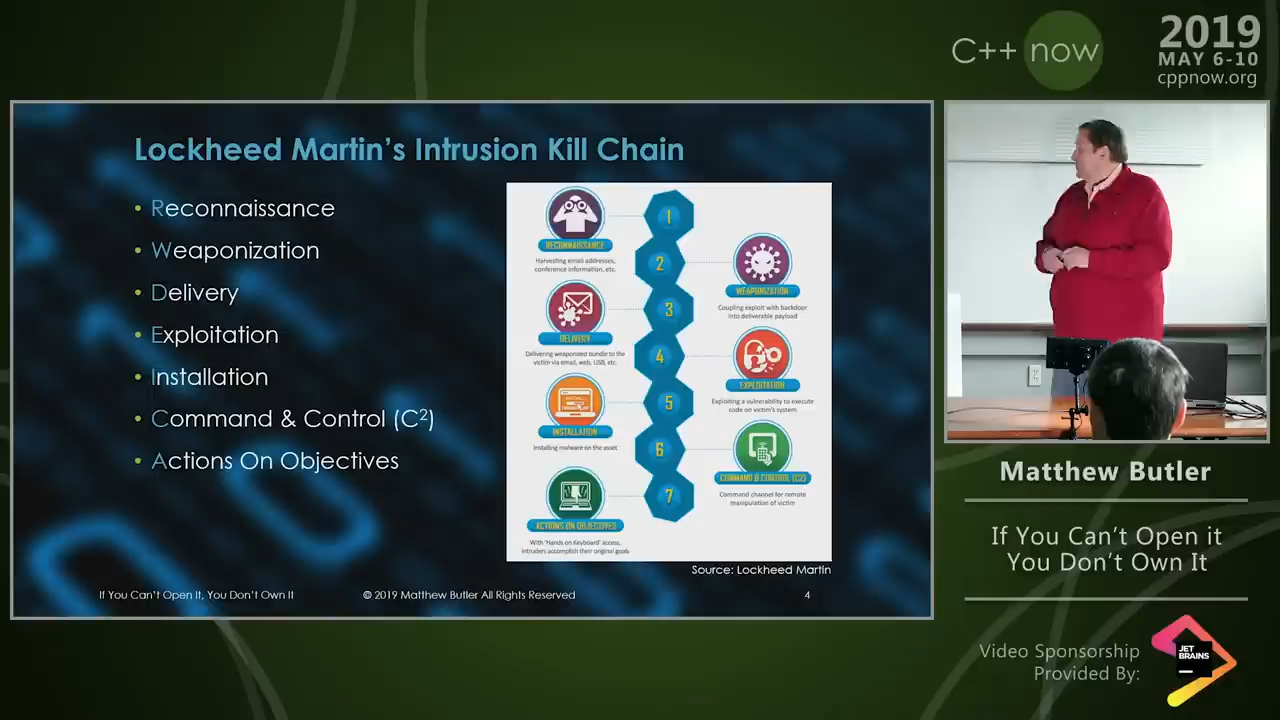 C++ now
2019
MAY 6-10
cppnow.org
Lockheed Martin's Intrusion Kill Chain
• Reconnaissance
• Weaponization
• Delivery
• Exploitation
• Installation
• Command & Control (C²)
• Actions On Objectives
1
RECONNAISSANCE
Harvesting email addresses,
conference information, etc.
2
WEAPONIZATION
Coupling exploit with backdoor
into deliverable payload
3
DELIVERY
Delivering weaponized bundle to the
victim via email, web, USB, etc.
4
EXPLOITATION
Exploiting a vulnerability to execute
code on victim's system
5
INSTALL
INSTALLATION
Installing malware on the asset
6
COMMAND & CONTROL (C2)
Command channel for remote
manipulation of victim
7
ACTIONS ON OBJECTIVES
With 'Hands on Keyboard' access,
intruders accomplish their original goals
Source: Lockheed Martin
If You Can't Open It, You Don't Own It
© 2019 Matthew Butler All Rights Reserved
4
Matthew Butler
If You Can't Open it
You Don't Own It
Video Sponsorship
Provided By:
JET
BRAINS